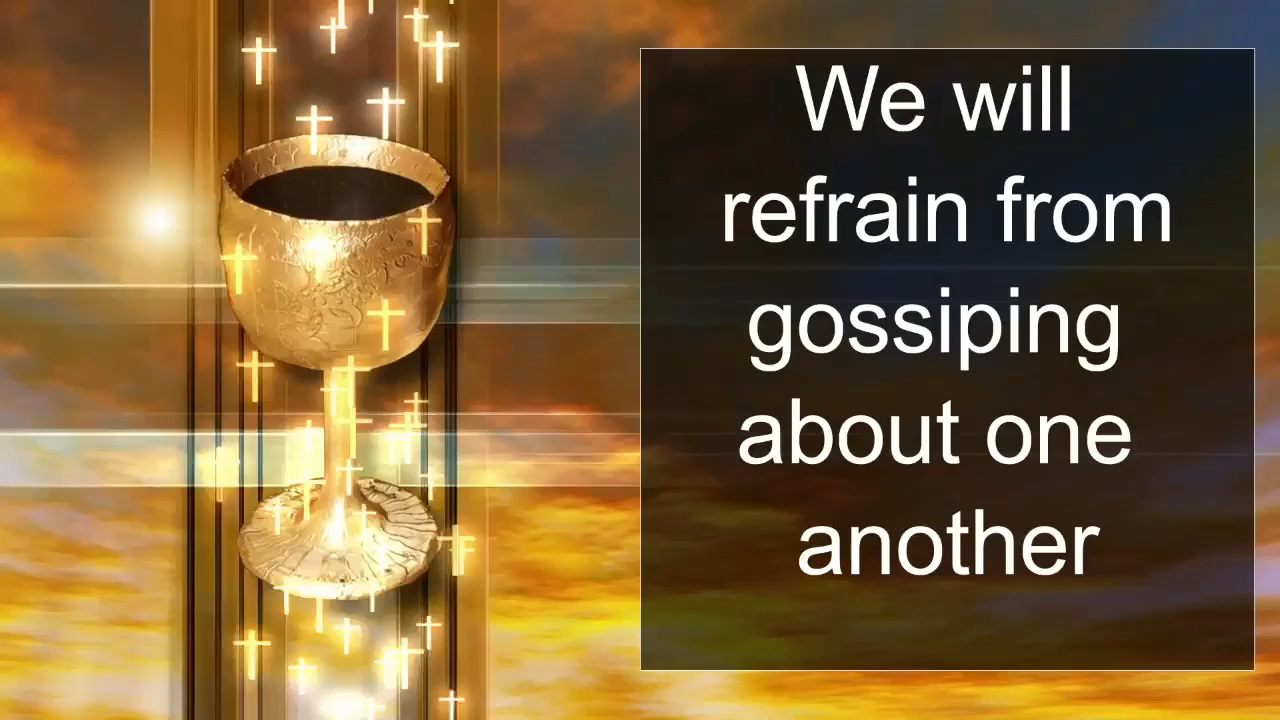 We will
refrain from
gossiping
about one
another